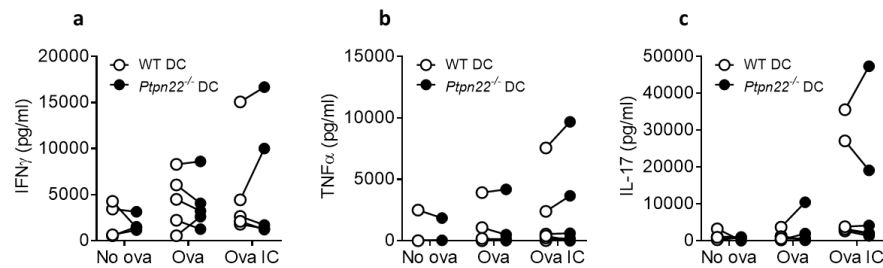 a
IFNγ (pg/ml)
20000
15000
10000
5000
0
WT DC
Ptpn22-/- DC
No ova
Ova
Ova IC
b
TNFα (pg/ml)
15000
10000
5000
0
WT DC
Ptpn22-/- DC
No ova
Ova
Ova IC
c
IL-17 (pg/ml)
50000
40000
30000
20000
10000
0
WT DC
Ptpn22-/- DC
No ova
Ova
Ova IC